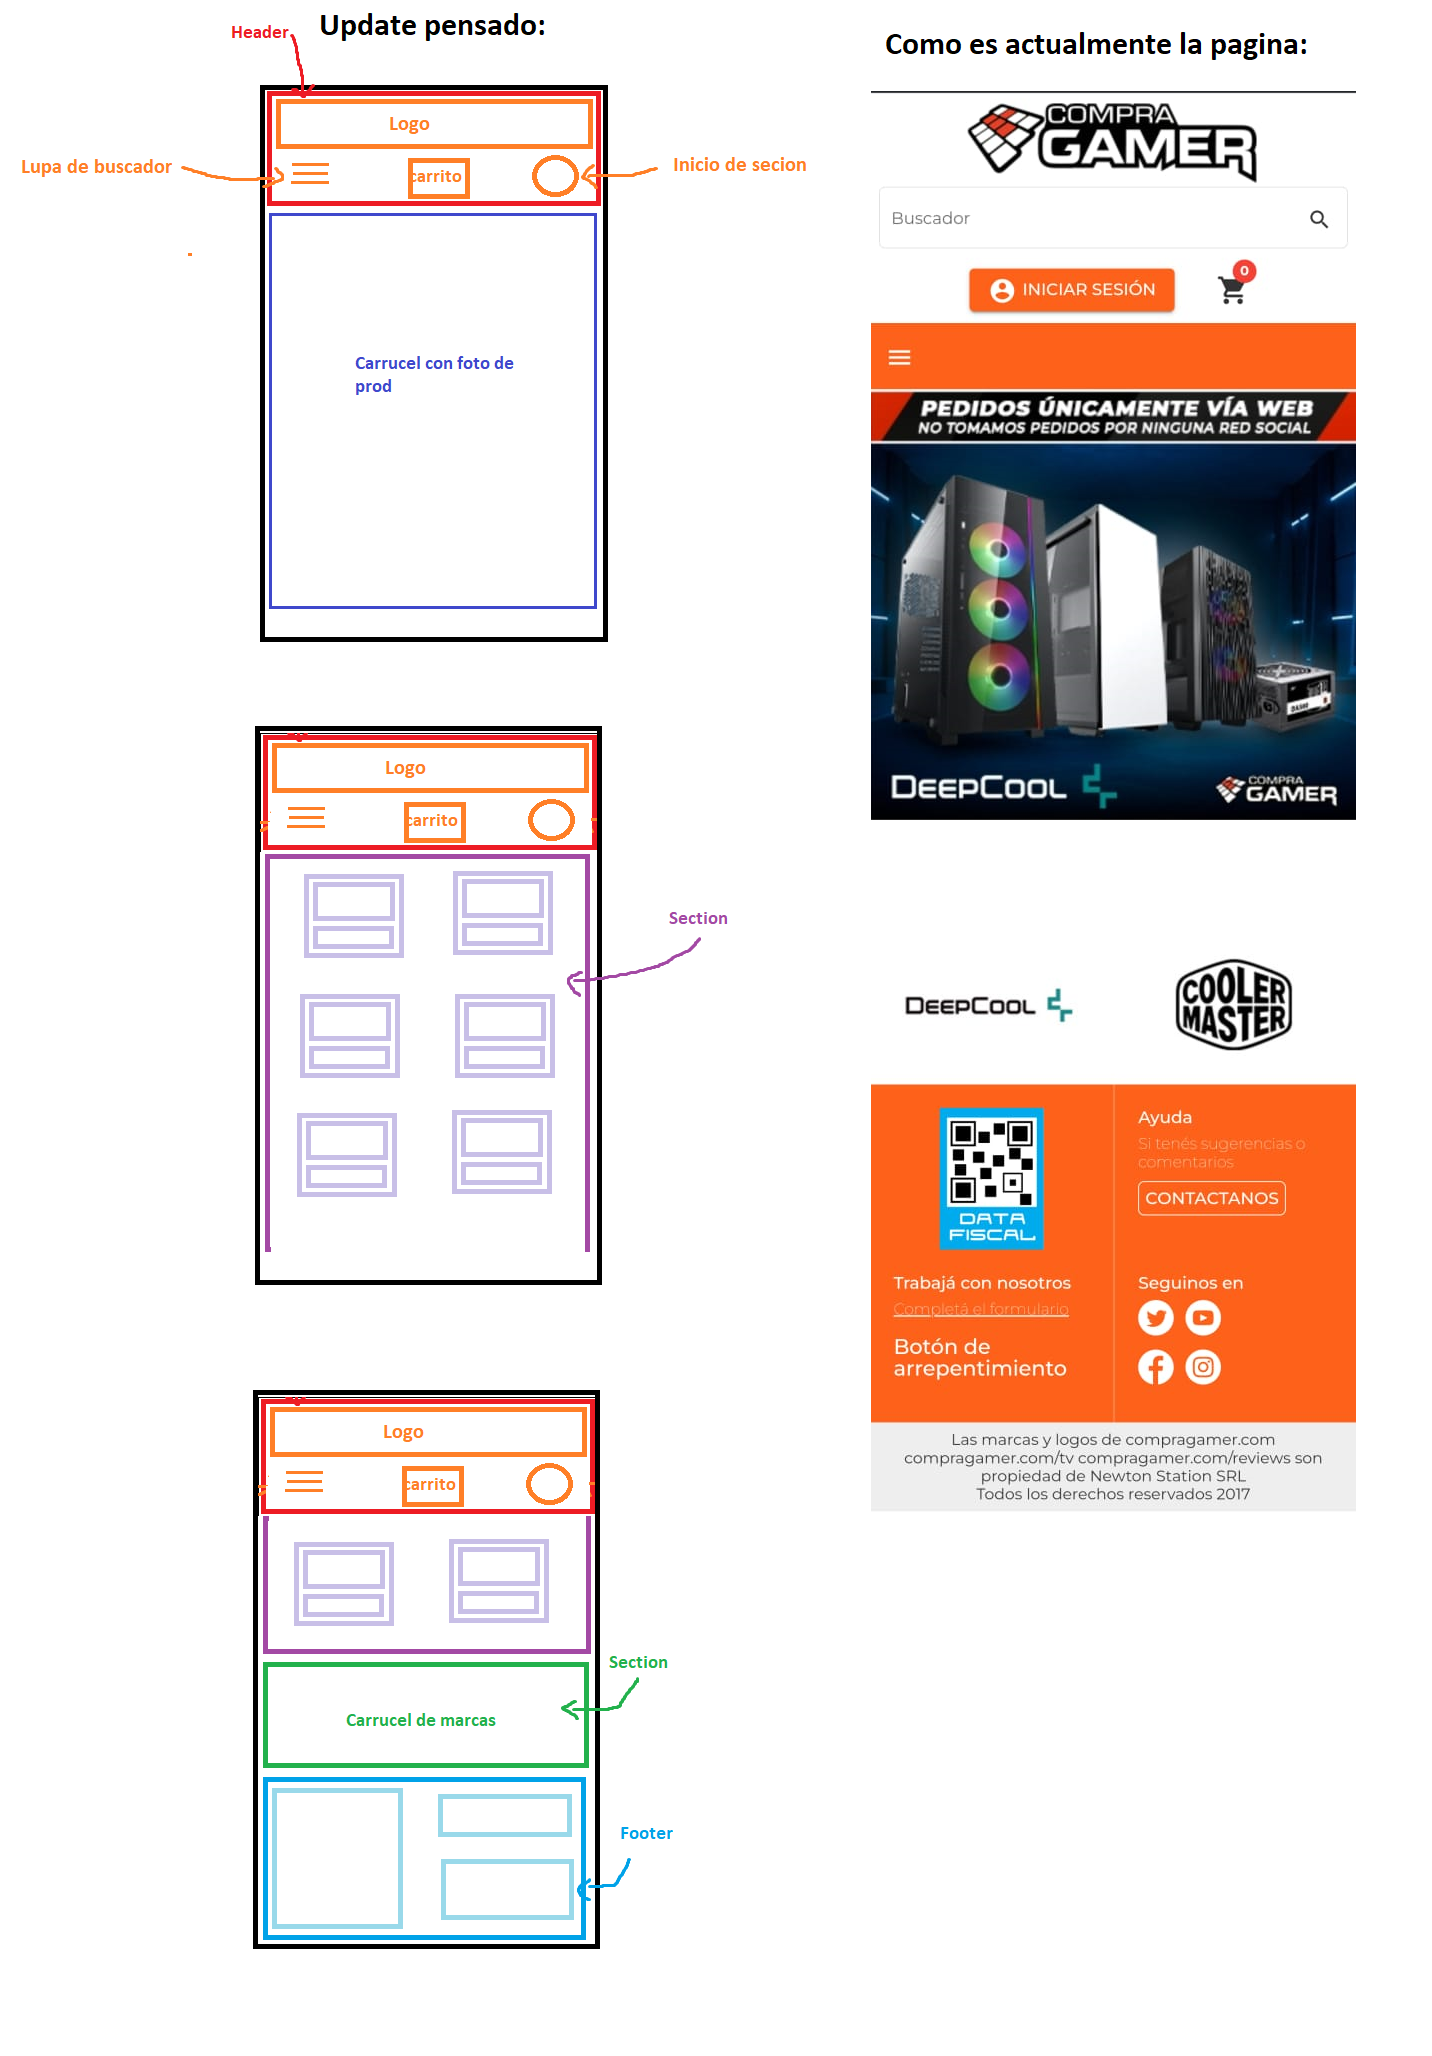 Update pensado:
Header
Logo
Lupa de buscador
carrito
Inicio de secion
Carrucel con foto de
prod
Logo
carrito
Section
Logo
carrito
Section
Carrucel de marcas
Footer
Como es actualmente la pagina:
COMPRA
GAMER
Buscador
INICIAR SESIÓN
0
PEDIDOS ÚNICAMENTE VÍA WEB
NO TOMAMOS PEDIDOS POR NINGUNA RED SOCIAL
DEEPCOOL
COMPRA
GAMER
DEEPCOOL
COOLER
MASTER
DATA
FISCAL
Ayuda
Si tenés sugerencias o
comentarios
CONTACTANOS
Trabajá con nosotros
Completá el formulario
Botón de
arrepentimiento
Seguinos en
Las marcas y logos de compragamer.com
compragamer.com/tv compragamer.com/reviews son
propiedad de Newton Station SRL
Todos los derechos reservados 2017